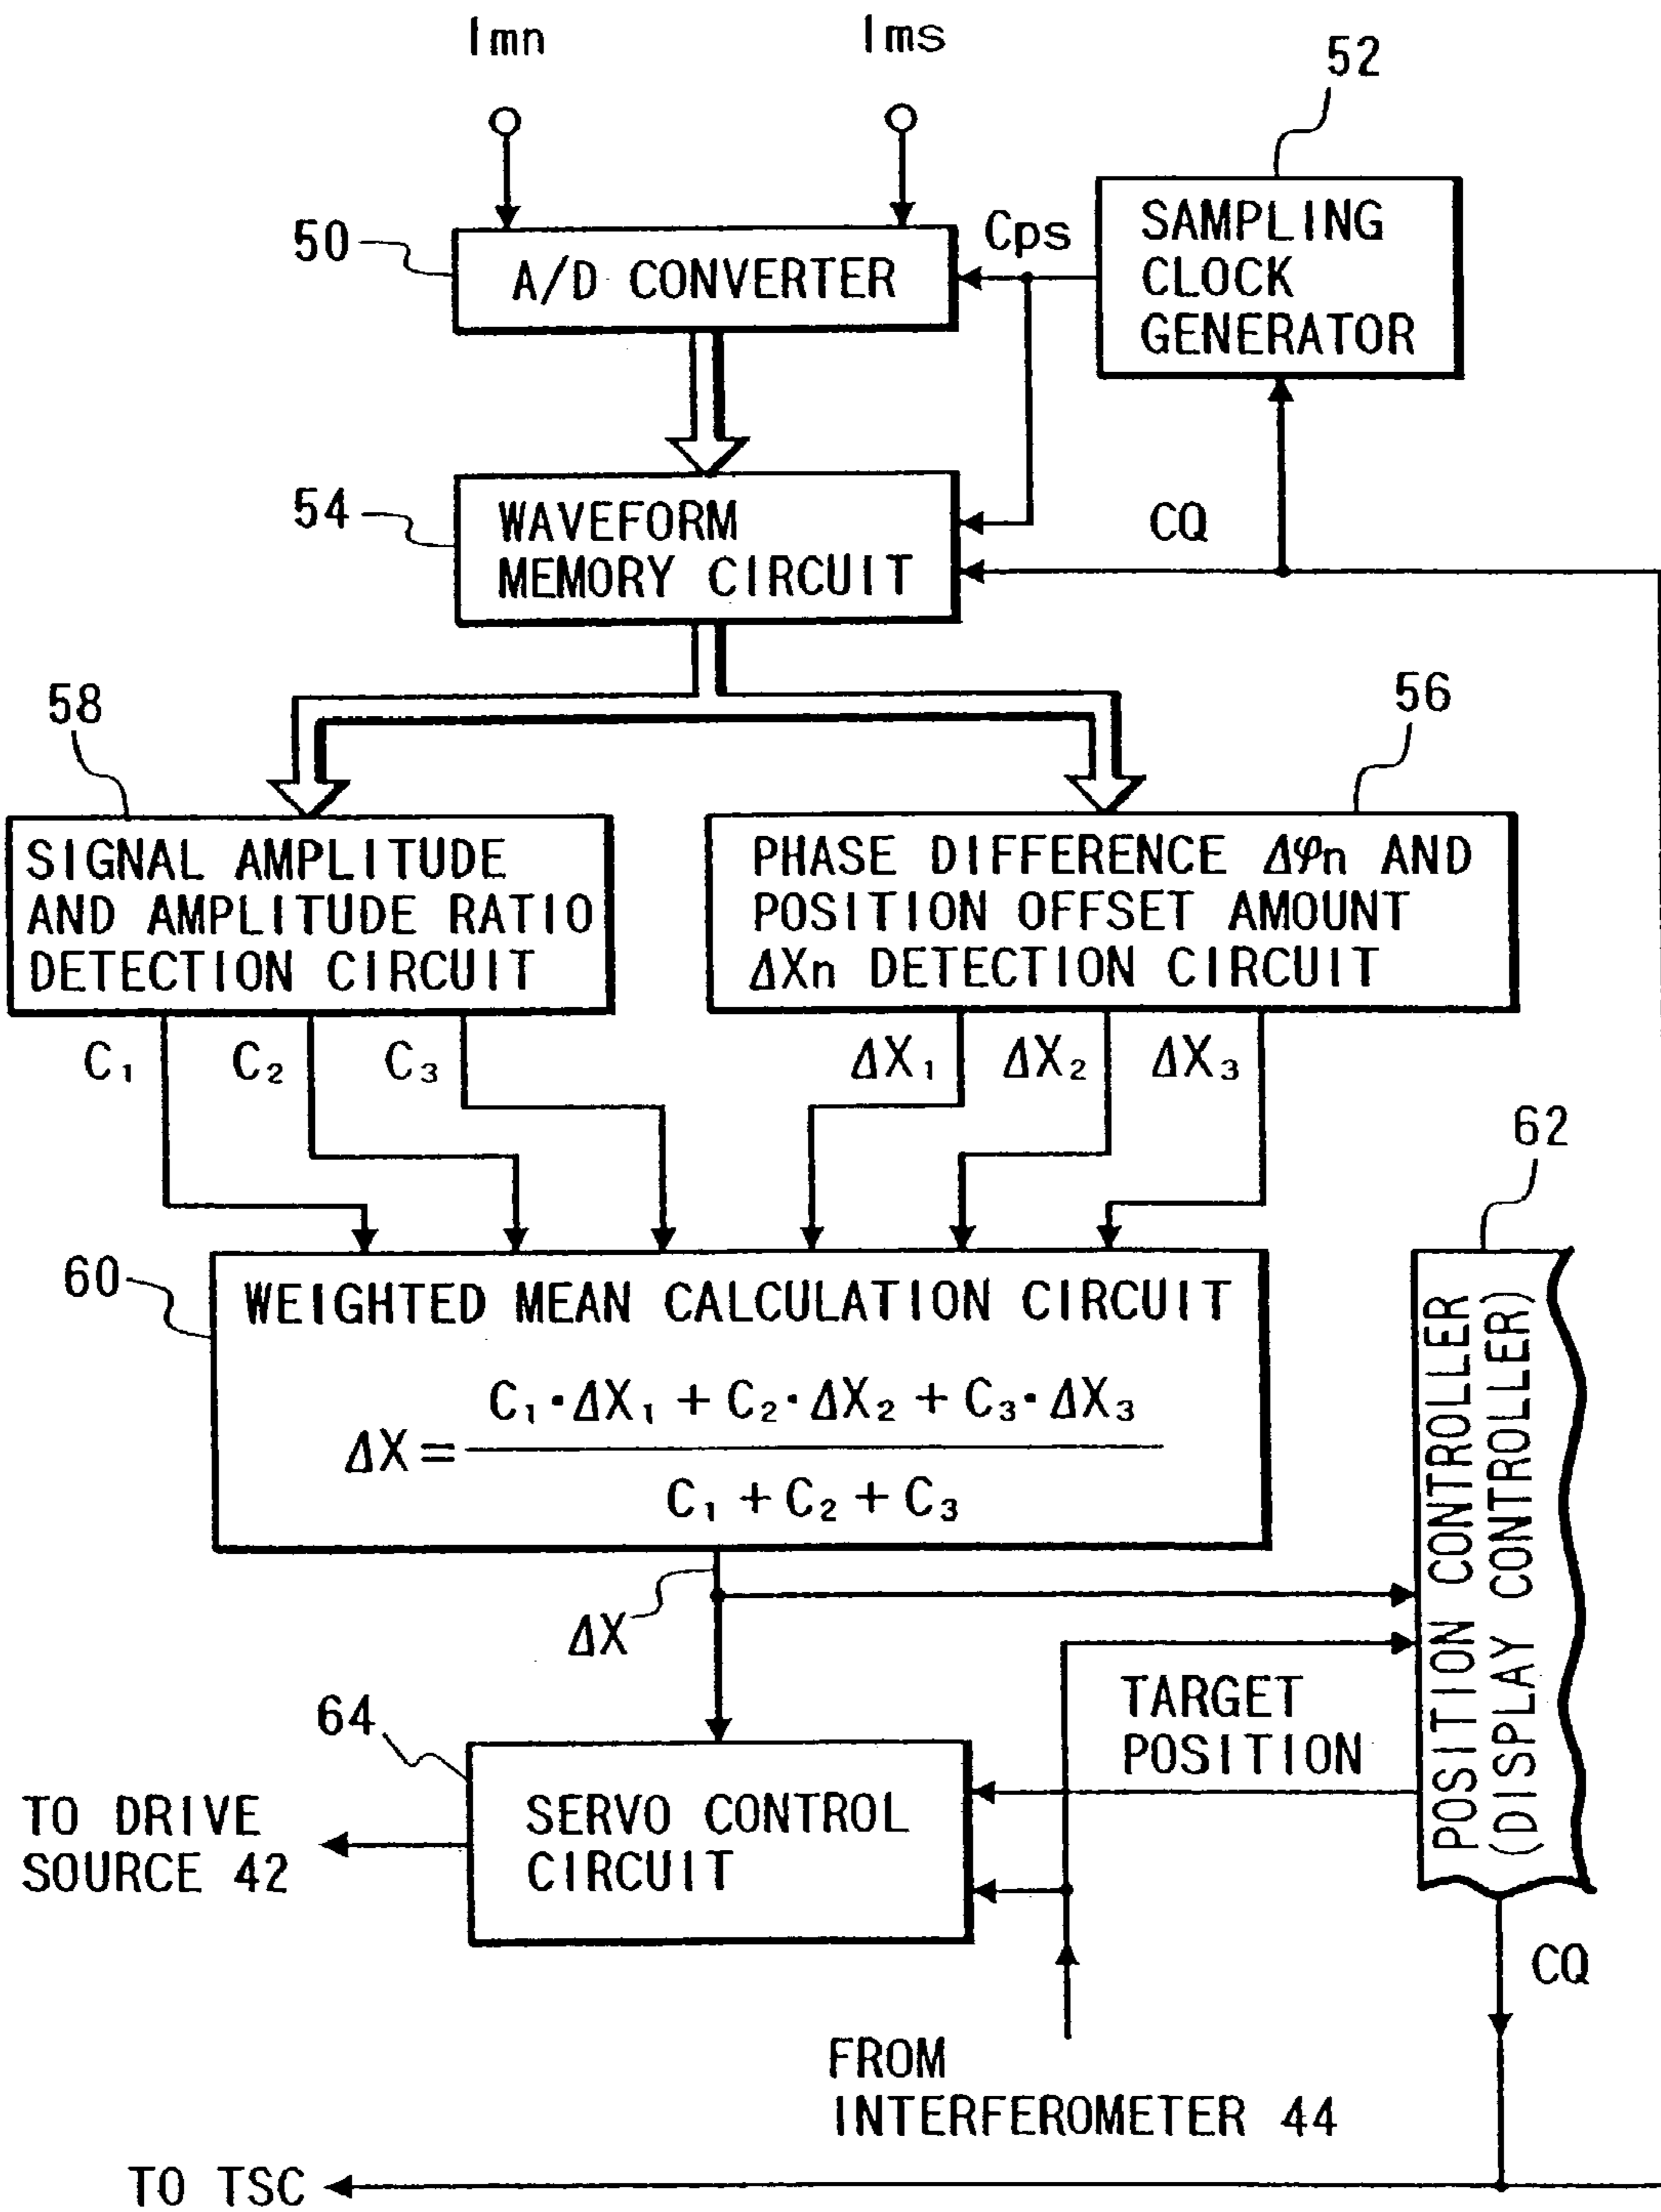 Imn
Ims
52
50
A/D CONVERTER
Cps
SAMPLING
CLOCK
GENERATOR
54
WAVEFORM
MEMORY CIRCUIT
CQ
58
56
SIGNAL AMPLITUDE
AND AMPLITUDE RATIO
DETECTION CIRCUIT
PHASE DIFFERENCE Δφn AND
POSITION OFFSET AMOUNT
ΔXn DETECTION CIRCUIT
C₁ C₂ C₃
ΔX₁ ΔX₂ ΔX₃
62
60
WEIGHTED MEAN CALCULATION CIRCUIT
C₁·ΔX₁ + C₂·ΔX₂ + C₃·ΔX₃
ΔX =
C₁ + C₂ + C₃
POSITION CONTROLLER
(DISPLAY CONTROLLER)
ΔX
64
TARGET
POSITION
SERVO CONTROL
CIRCUIT
TO DRIVE
SOURCE 42
CQ
FROM
INTERFEROMETER 44
TO TSC